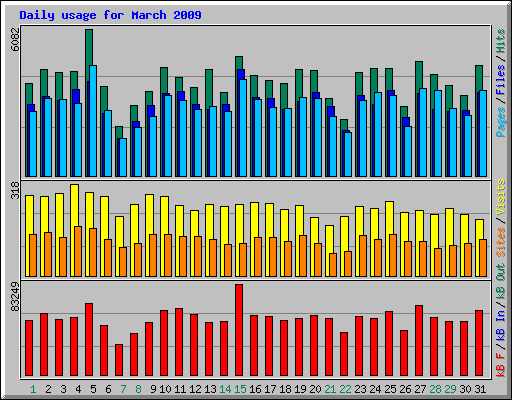 Daily usage for March 2009
6082
Pages / Files / Hits
318
Sites / Visits
83249
kB F / kB In / kB Out
1 2 3 4 5 6 7 8 9 10 11 12 13 14 15 16 17 18 19 20 21 22 23 24 25 26 27 28 29 30 31